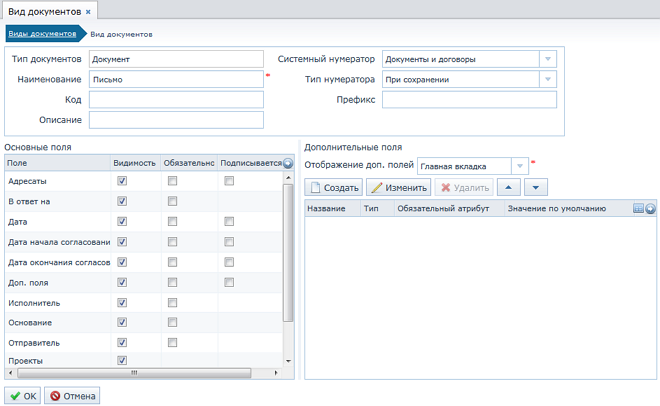 Вид документов ×
Виды документов Вид документов
Тип документов Документ Системный нумератор Документы и договоры
Наименование Письмо * Тип нумератора При сохранении
Код Префикс
Описание
Основные поля
Поле Видимость Обязательно Подписывается
Адресаты
В ответ на
Дата
Дата начала согласовани
Дата окончания согласов
Доп. поля
Исполнитель
Основание
Отправитель
Проекты
Дополнительные поля
Отображение доп. полей Главная вкладка *
Создать Изменить Удалить
Название Тип Обязательный атрибут Значение по умолчанию
OK Отмена